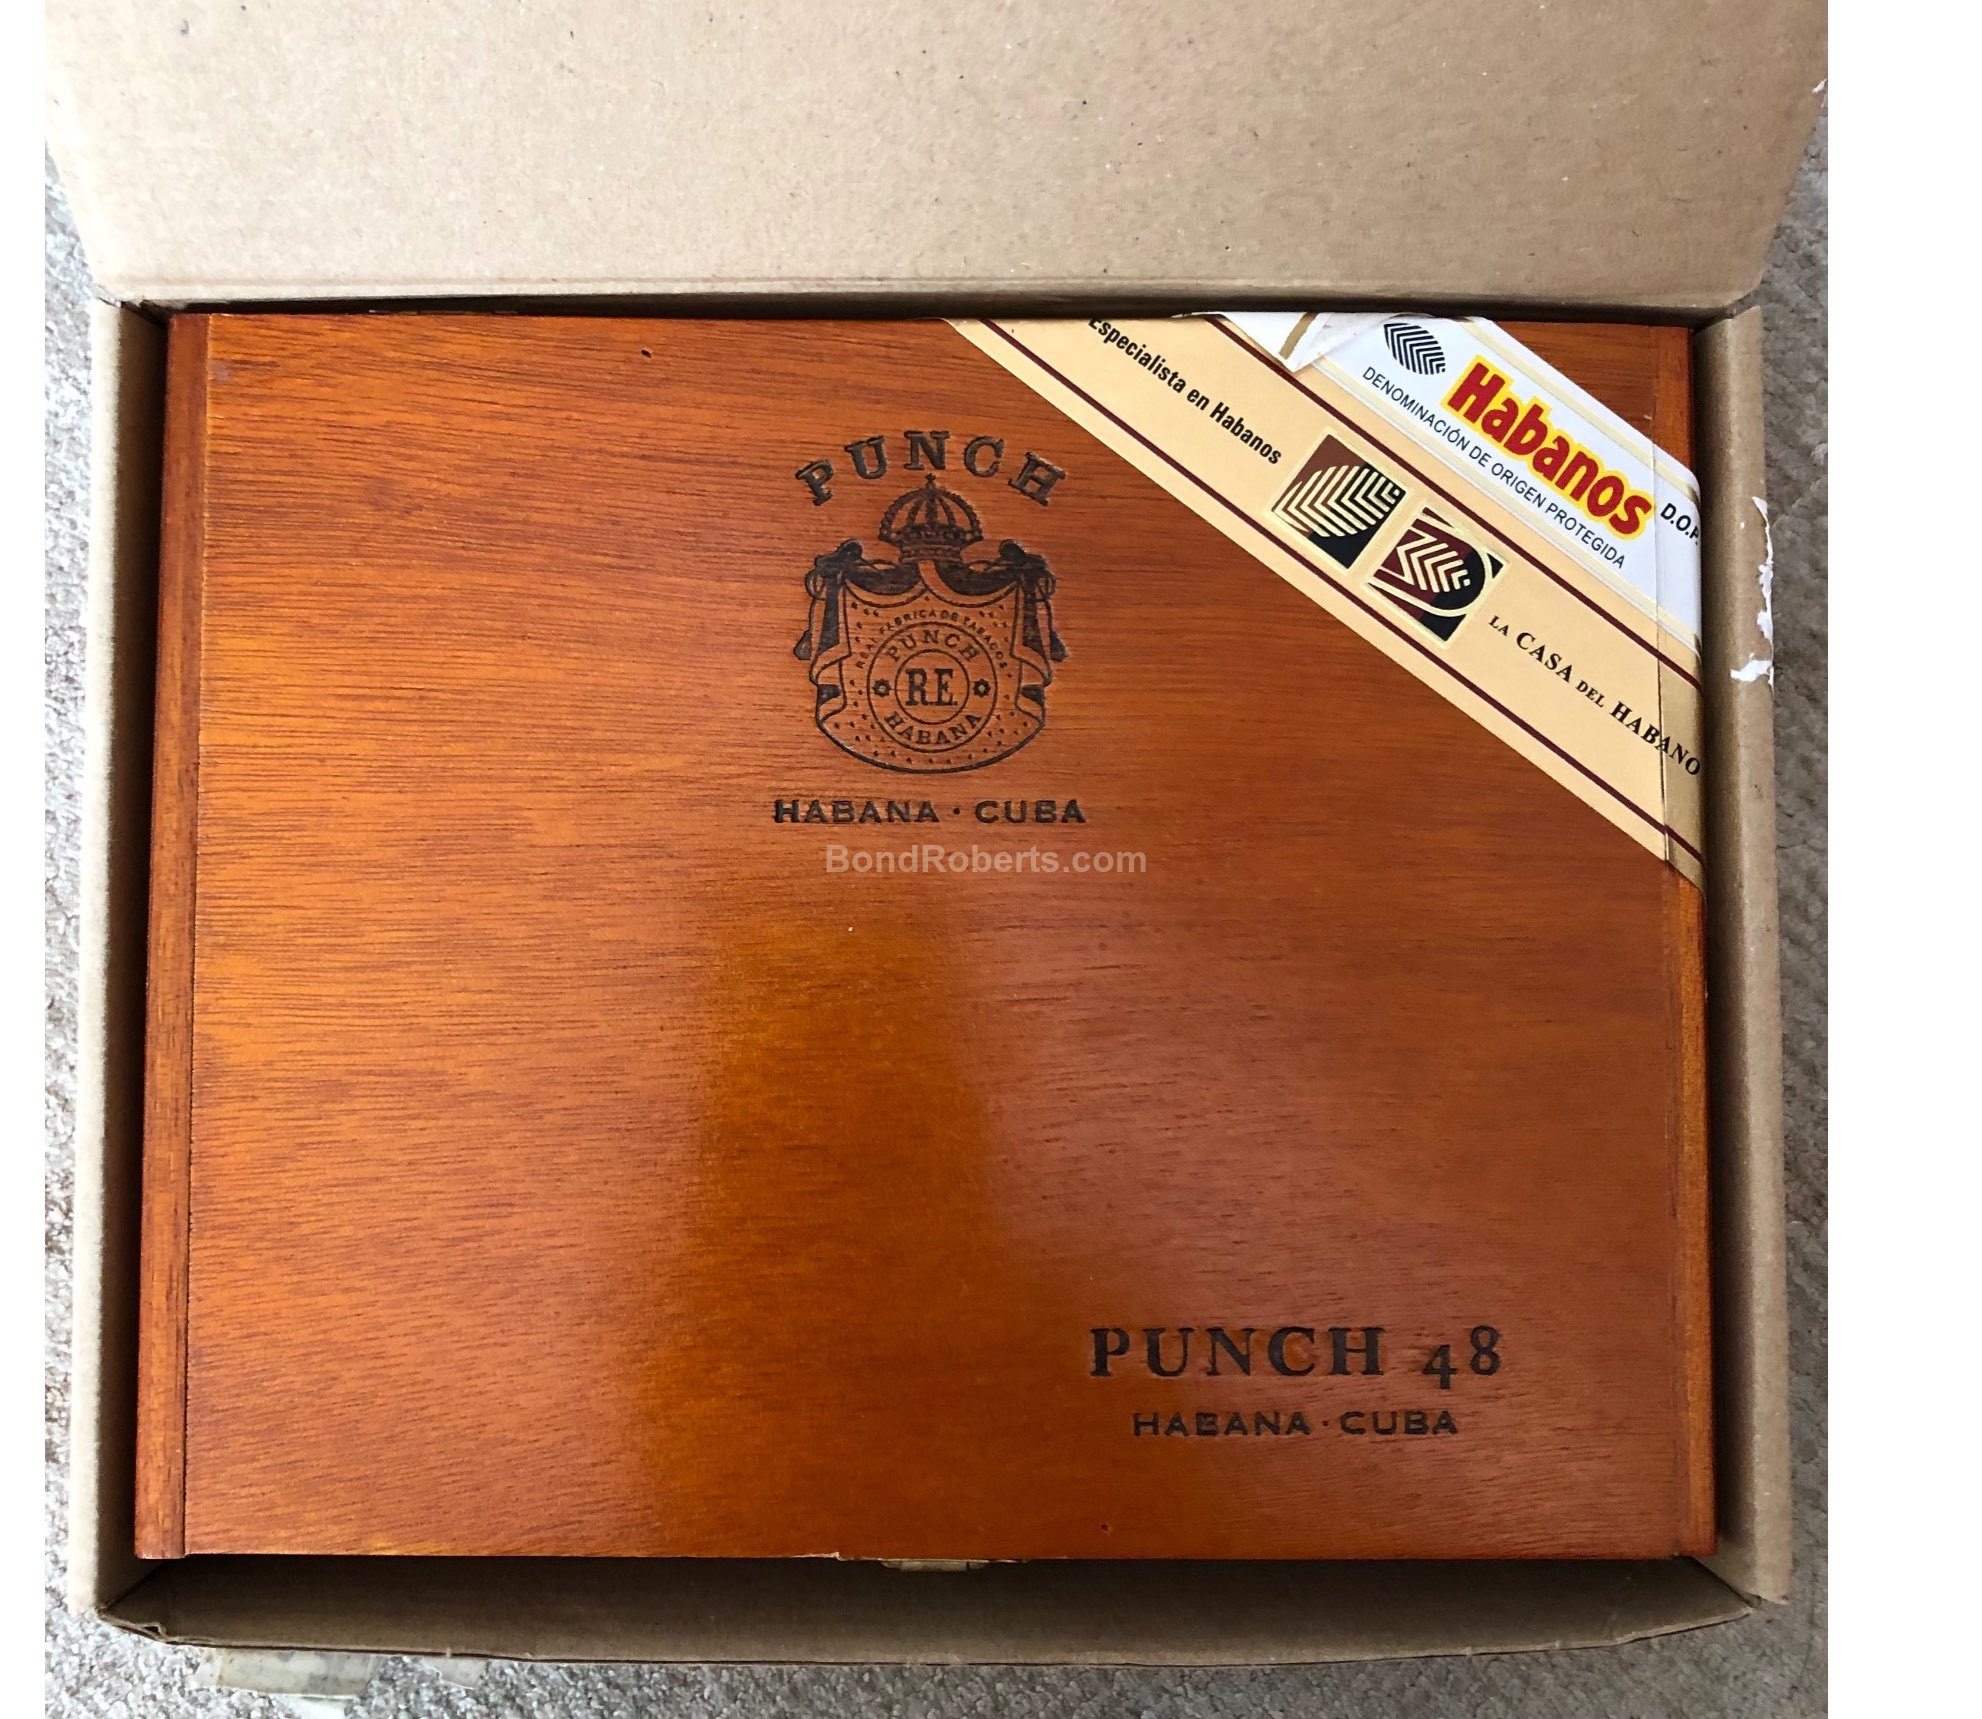 Especialista en Habanos
LA CASA DEL HABANO
Habanos
DENOMINACIÓN DE ORIGEN PROTEGIDA
D.O.P.
PUNCH
REAL FABRICA DE TABACOS
PUNCH
R.E
HABANA
HABANA · CUBA
BondRoberts.com
PUNCH 48
HABANA · CUBA